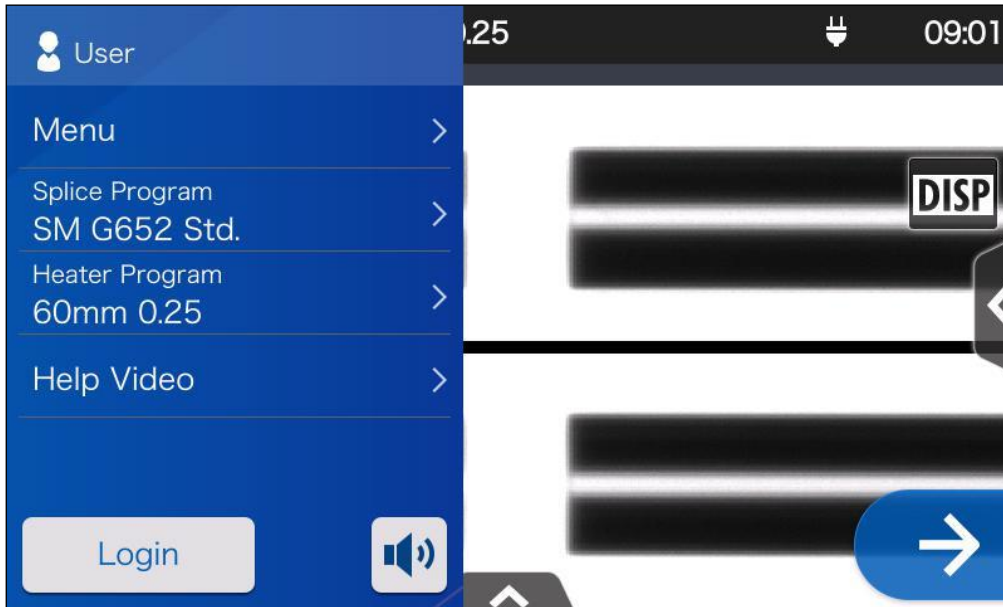 User
.25
09:01
Menu
Splice Program
SM G652 Std.
Heater Program
60mm 0.25
Help Video
Login
DISP